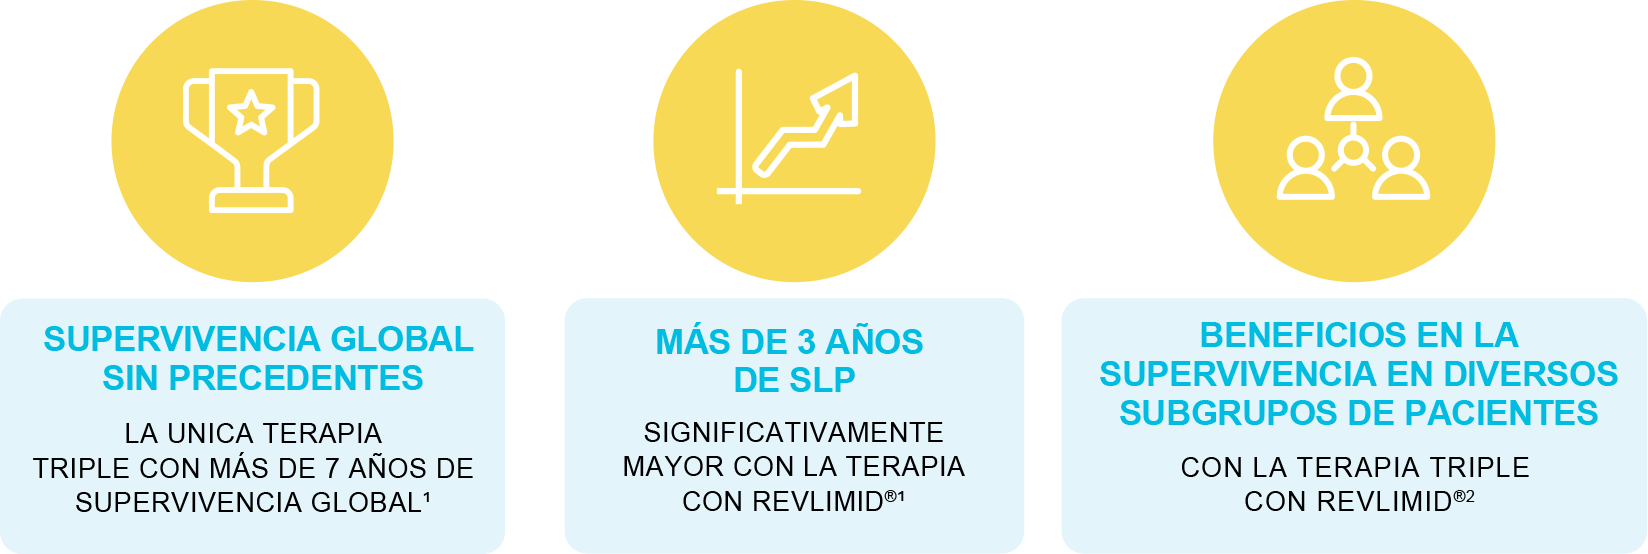 SUPERVIVENCIA GLOBAL
SIN PRECEDENTES
LA UNICA TERAPIA
TRIPLE CON MÁS DE 7 AÑOS DE
SUPERVIVENCIA GLOBAL¹
MÁS DE 3 AÑOS
DE SLP
SIGNIFICATIVAMENTE
MAYOR CON LA TERAPIA
CON REVLIMID®¹
BENEFICIOS EN LA
SUPERVIVENCIA EN DIVERSOS
SUBGRUPOS DE PACIENTES
CON LA TERAPIA TRIPLE
CON REVLIMID®²